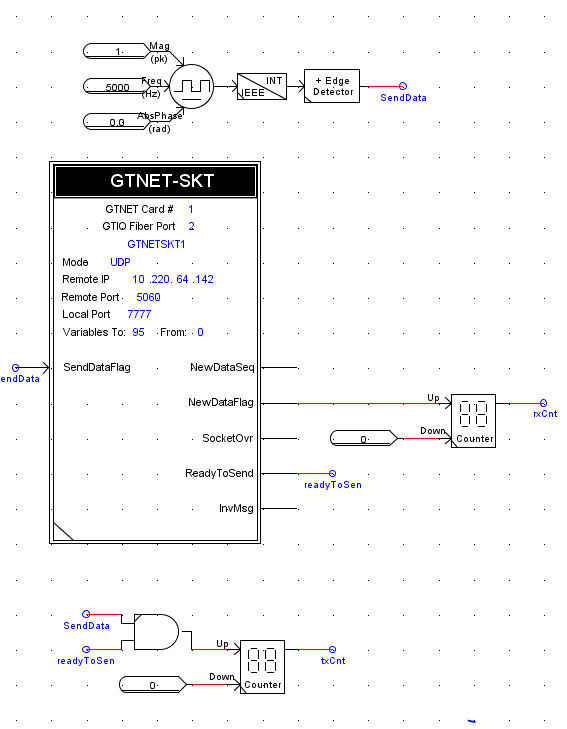 Mag
1
(pk)
Freq
5000
(Hz)
AbsPhase
0.0
(rad)
INT
IEEE
+ Edge
Detector
SendData
GTNET-SKT
GTNET Card # 1
GTIO Fiber Port 2
GTNETSKT1
Mode UDP
Remote IP 10 .220. 64 .142
Remote Port 5060
Local Port 7777
Variables To: 95 From: 0
SendDataFlag
endData
NewDataSeq
NewDataFlag
SocketOvr
ReadyToSend
InvMsg
readyToSen
Up
Down
0
Counter
rxCnt
SendData
readyToSen
Up
Down
0
Counter
txCnt